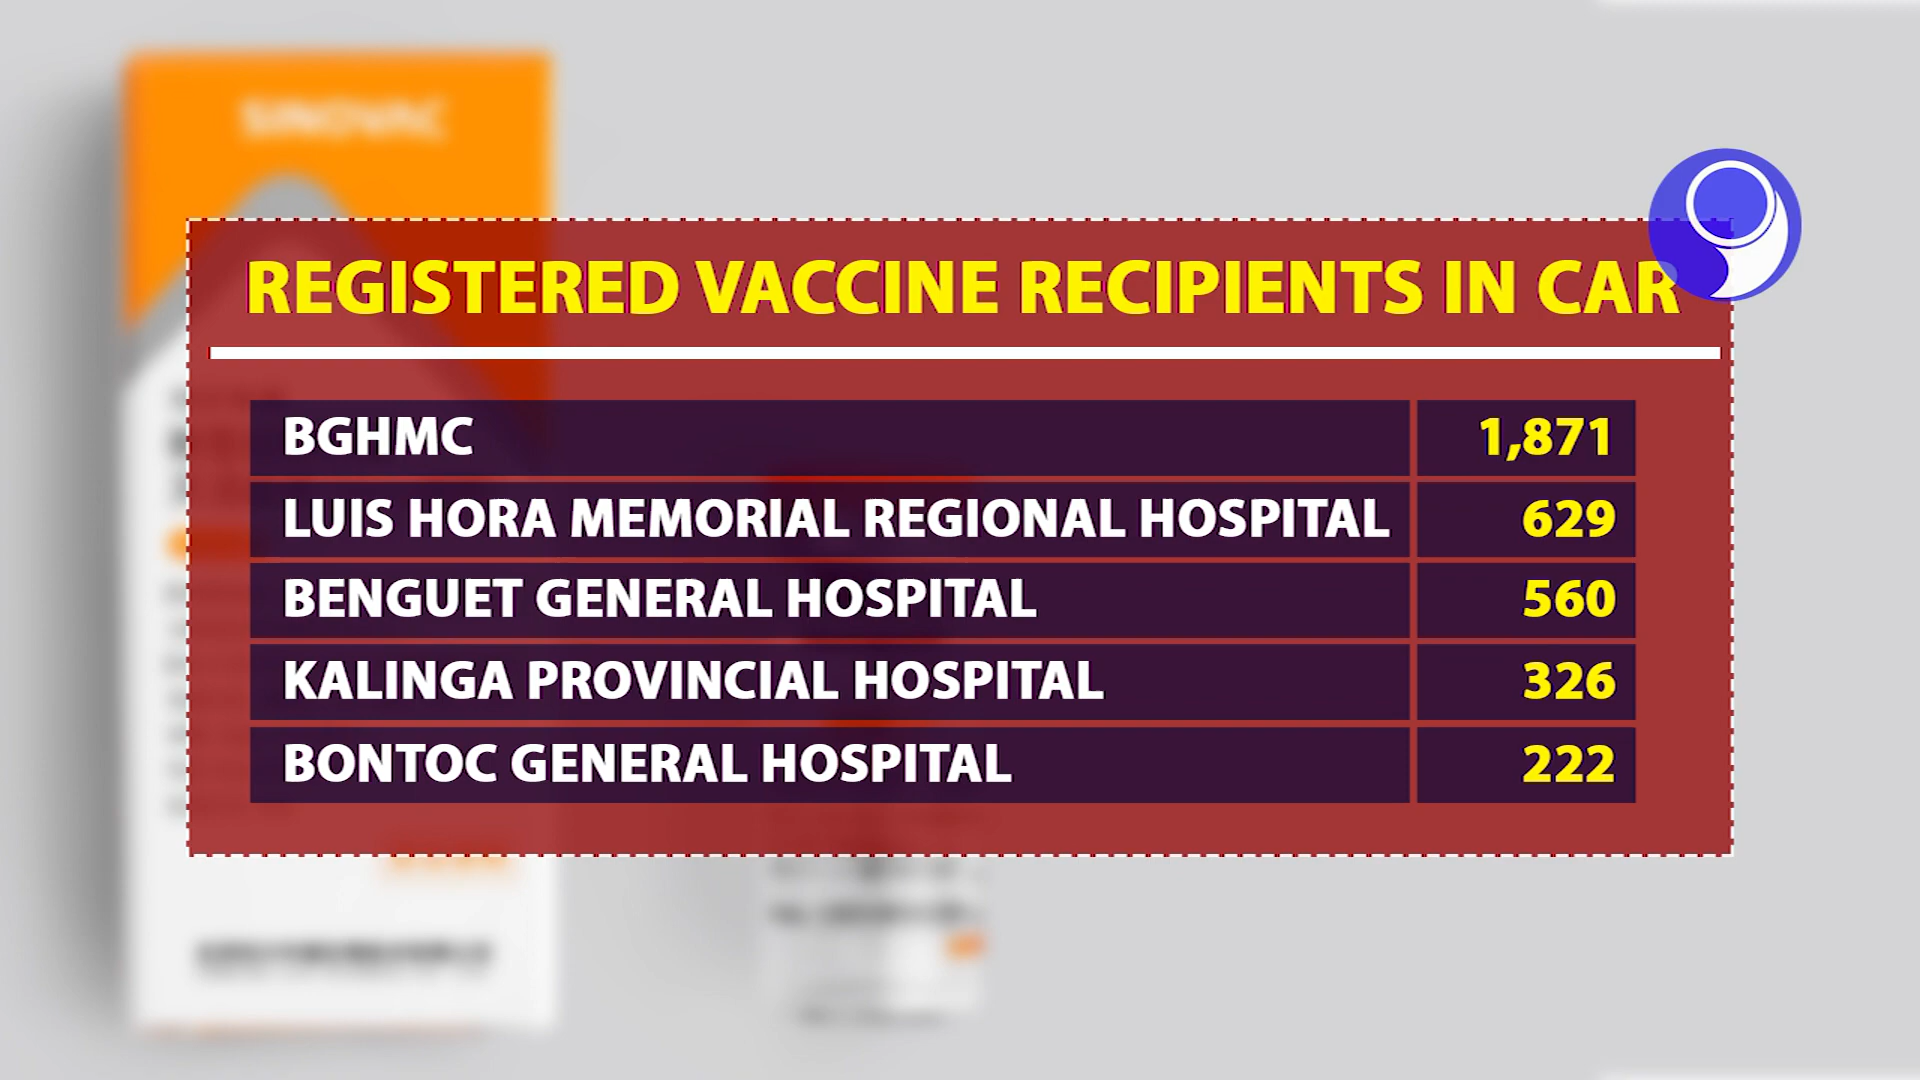 SINOVAC
REGISTERED VACCINE RECIPIENTS IN CAR
BGHMC 1,871
LUIS HORA MEMORIAL REGIONAL HOSPITAL 629
BENGUET GENERAL HOSPITAL 560
KALINGA PROVINCIAL HOSPITAL 326
BONTOC GENERAL HOSPITAL 222